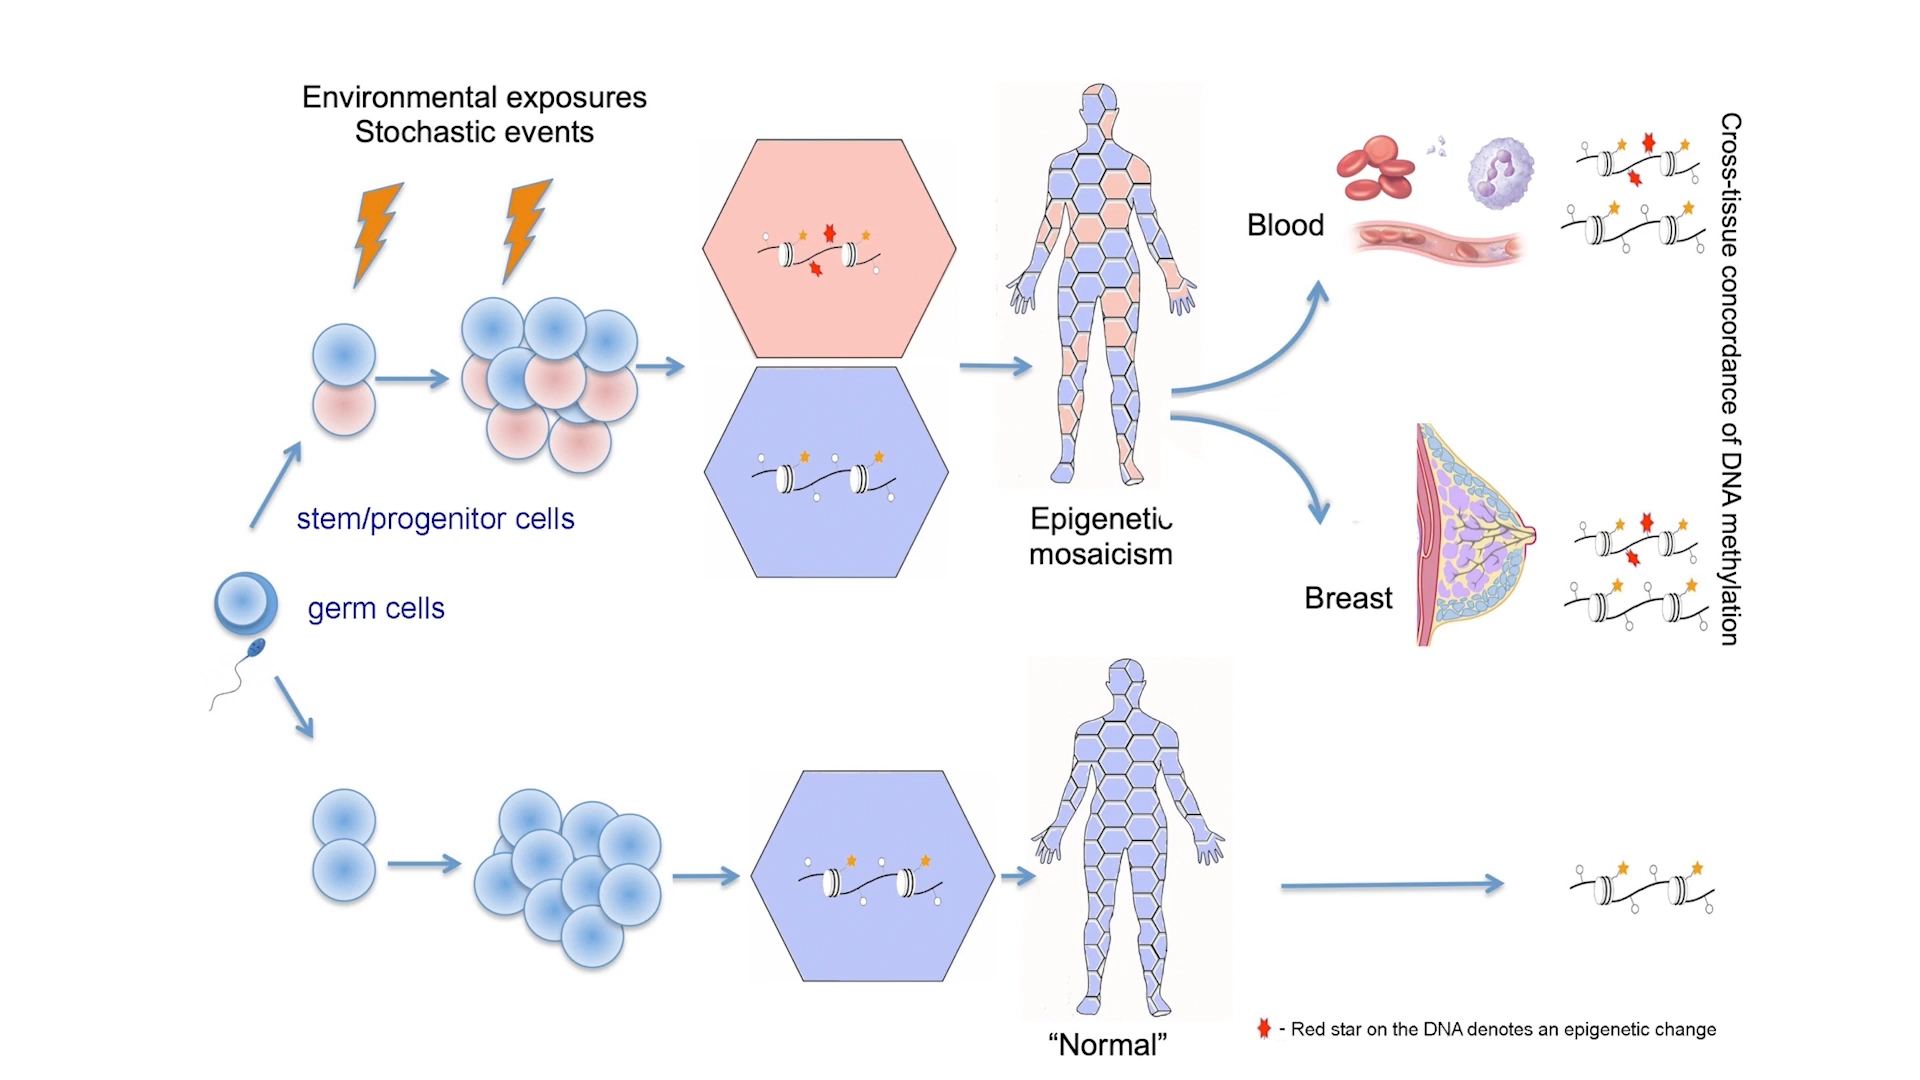 Environmental exposures
Stochastic events
stem/progenitor cells
germ cells
Epigenetic
mosaicism
Blood
Breast
Cross-tissue concordance of DNA methylation
“Normal”
- Red star on the DNA denotes an epigenetic change